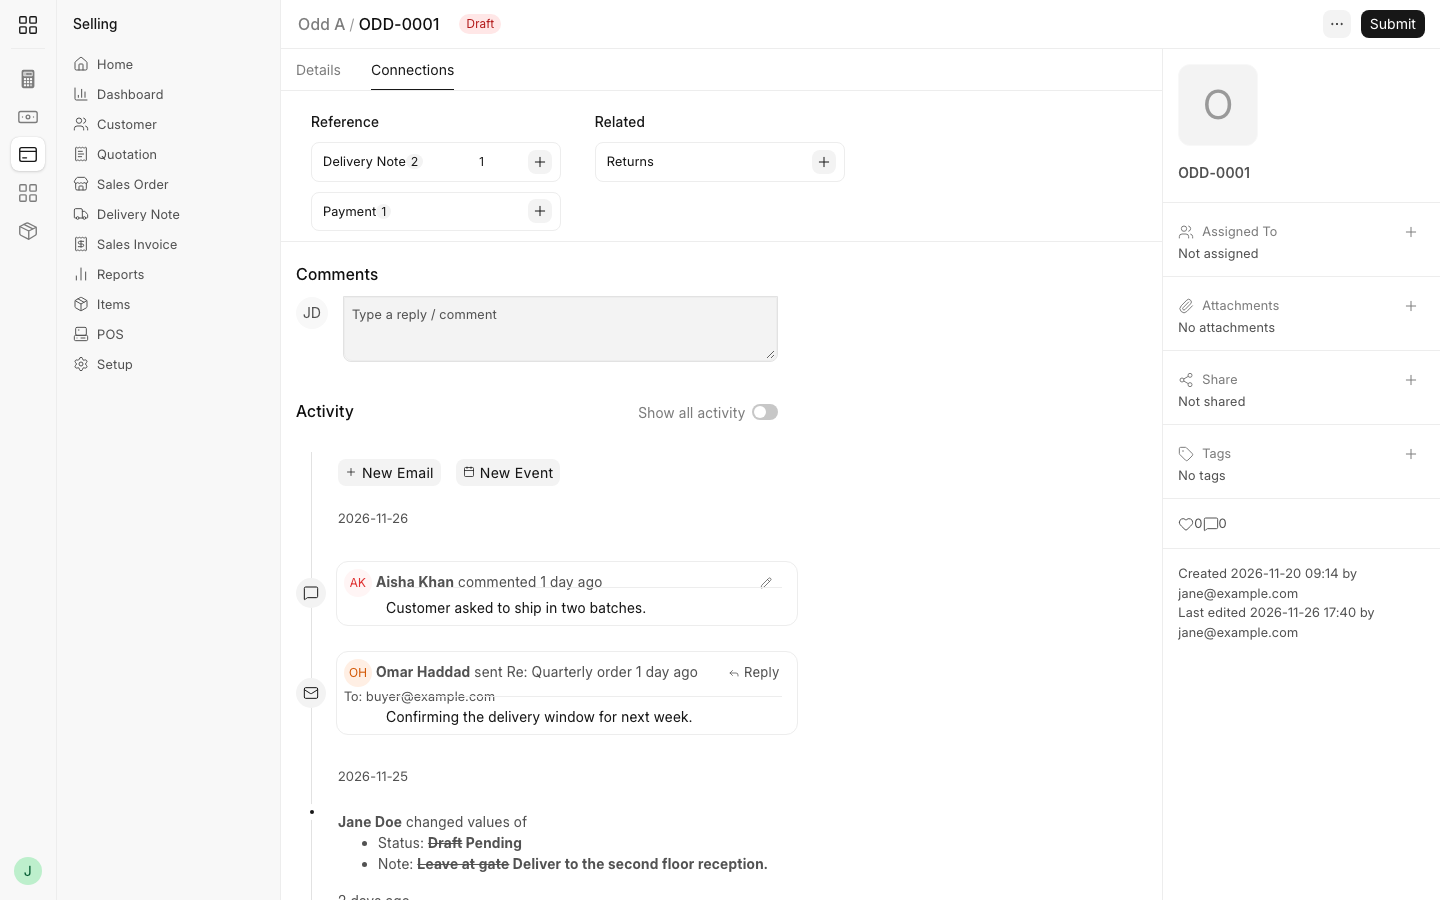 Selling
Home
Dashboard
Customer
Quotation
Sales Order
Delivery Note
Sales Invoice
Reports
Items
POS
Setup
J
Odd A / ODD-0001 Draft
Submit
Details Connections
Reference
Delivery Note 2 1
Payment 1
Related
Returns
Comments
JD
Type a reply / comment
Activity
Show all activity
New Email New Event
2026-11-26
AK Aisha Khan commented 1 day ago
Customer asked to ship in two batches.
OH Omar Haddad sent Re: Quarterly order 1 day ago Reply
To: buyer@example.com
Confirming the delivery window for next week.
2026-11-25
Jane Doe changed values of
Status: Draft Pending
Note: Leave at gate Deliver to the second floor reception.
2 days ago
O
ODD-0001
Assigned To
Not assigned
Attachments
No attachments
Share
Not shared
Tags
No tags
0 0
Created 2026-11-20 09:14 by
jane@example.com
Last edited 2026-11-26 17:40 by
jane@example.com